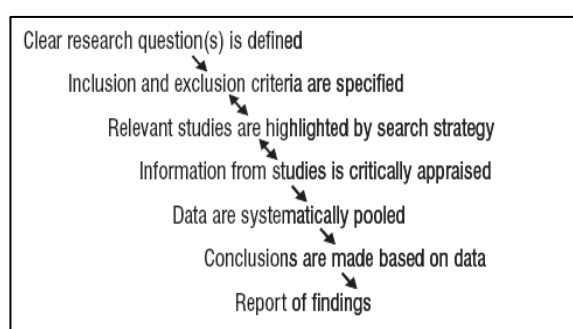 Clear research question(s) is defined
Inclusion and exclusion criteria are specified
Relevant studies are highlighted by search strategy
Information from studies is critically appraised
Data are systematically pooled
Conclusions are made based on data
Report of findings